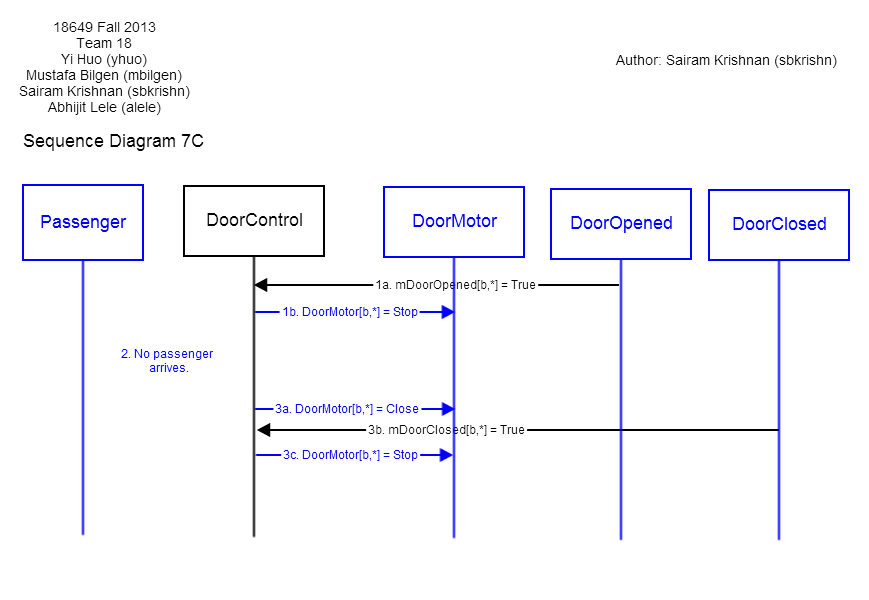 18649 Fall 2013
Team 18
Yi Huo (yhuo)
Mustafa Bilgen (mbilgen)
Sairam Krishnan (sbkrishn)
Abhijit Lele (alele)
Author: Sairam Krishnan (sbkrishn)
Sequence Diagram 7C
Passenger
DoorControl
DoorMotor
DoorOpened
DoorClosed
1a. mDoorOpened[b,*] = True
1b. DoorMotor[b,*] = Stop
2. No passenger
arrives.
3a. DoorMotor[b,*] = Close
3b. mDoorClosed[b,*] = True
3c. DoorMotor[b,*] = Stop